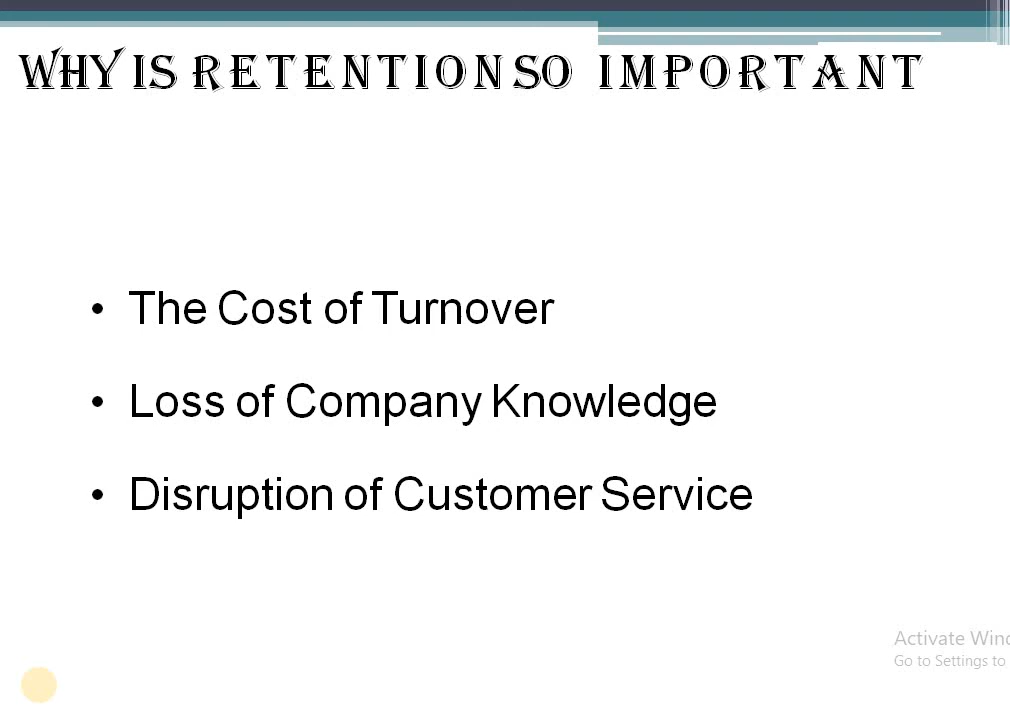 WHY IS RETENTION SO IMPORTANT
• The Cost of Turnover
• Loss of Company Knowledge
• Disruption of Customer Service
Activate Wind
Go to Settings to